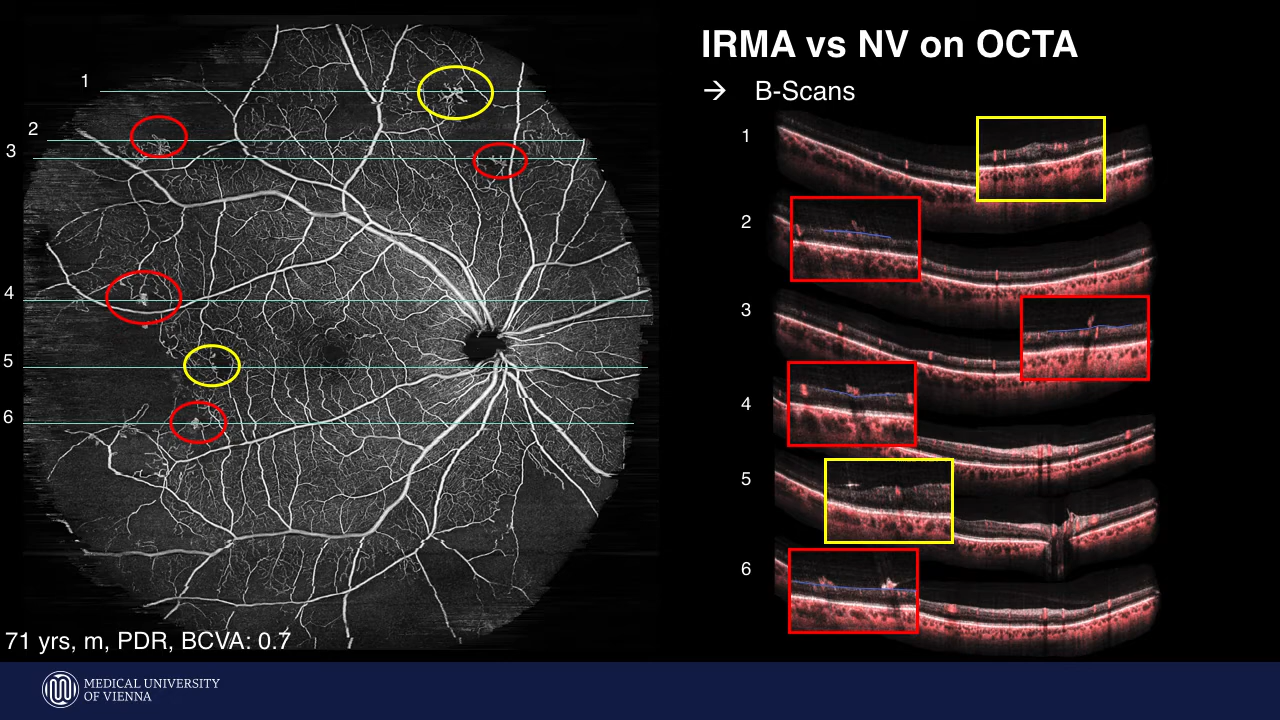 IRMA vs NV on OCTA
→ B-Scans
1
2
3
4
5
6
1
2
3
4
5
6
71 yrs, m, PDR, BCVA: 0.7
MEDICAL UNIVERSITY
OF VIENNA